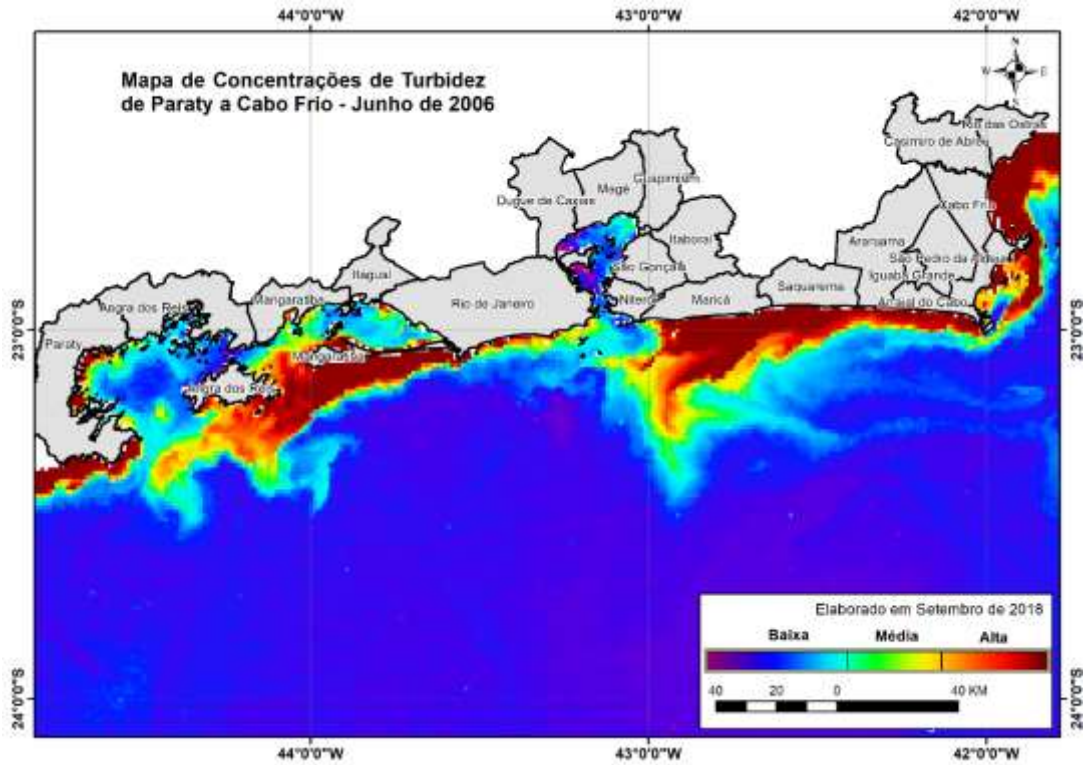 44°0'0"W 43°0'0"W 42°0'0"W
Mapa de Concentrações de Turbidez
de Paraty a Cabo Frio - Junho de 2006
N
W E
S
Rio das Ostras
Casimiro de Abreu
Guapimirim
Magé
Duque de Caxias
Cabo Frio
Itaboraí
Araruama
São Gonçalo
São Pedro da Aldeia
Itaguaí
Iguaba Grande
Angra dos Reis
Mangaratiba
Rio de Janeiro
Niterói
Maricá
Saquarema
Arraial do Cabo
23°0'0"S 23°0'0"S
Paraty
Angra dos Reis
Elaborado em Setembro de 2018
Baixa Média Alta
40 20 0 40 KM
24°0'0"S 24°0'0"S
44°0'0"W 43°0'0"W 42°0'0"W